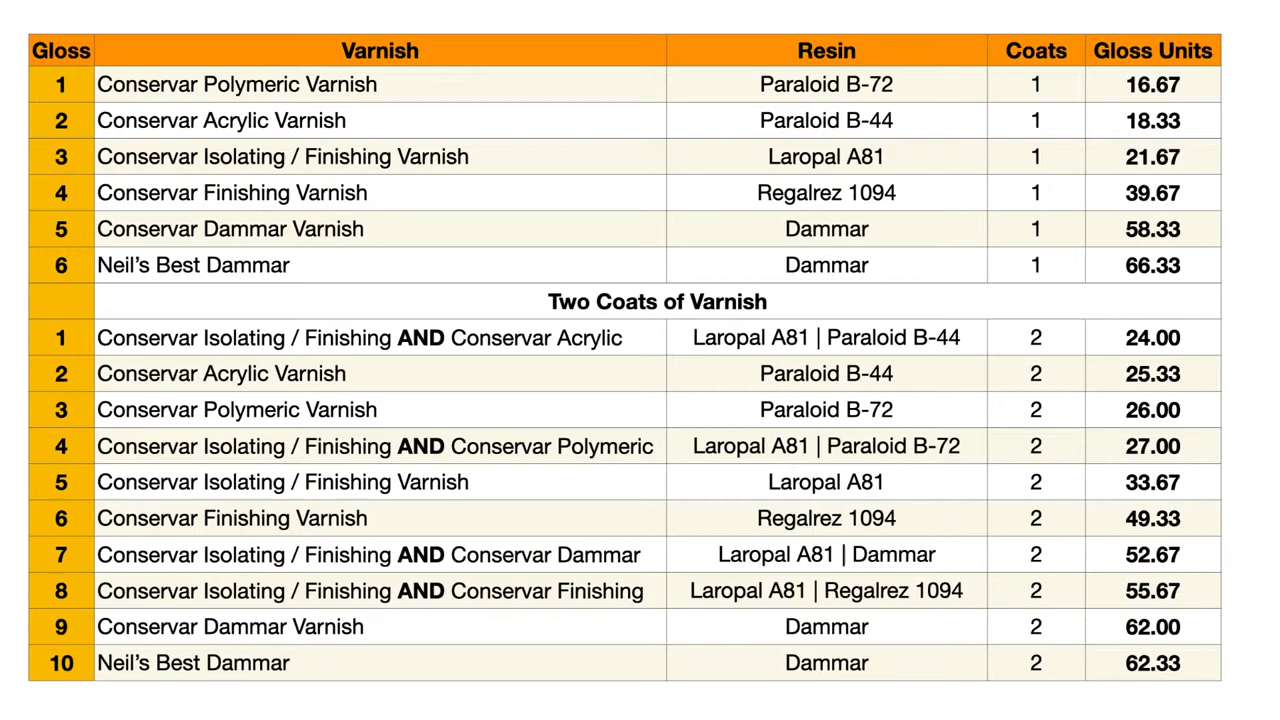 Gloss Varnish Resin Coats Gloss Units
1 Conservar Polymeric Varnish Paraloid B-72 1 16.67
2 Conservar Acrylic Varnish Paraloid B-44 1 18.33
3 Conservar Isolating / Finishing Varnish Laropal A81 1 21.67
4 Conservar Finishing Varnish Regalrez 1094 1 39.67
5 Conservar Dammar Varnish Dammar 1 58.33
6 Neil's Best Dammar Dammar 1 66.33
Two Coats of Varnish
1 Conservar Isolating / Finishing AND Conservar Acrylic Laropal A81 | Paraloid B-44 2 24.00
2 Conservar Acrylic Varnish Paraloid B-44 2 25.33
3 Conservar Polymeric Varnish Paraloid B-72 2 26.00
4 Conservar Isolating / Finishing AND Conservar Polymeric Laropal A81 | Paraloid B-72 2 27.00
5 Conservar Isolating / Finishing Varnish Laropal A81 2 33.67
6 Conservar Finishing Varnish Regalrez 1094 2 49.33
7 Conservar Isolating / Finishing AND Conservar Dammar Laropal A81 | Dammar 2 52.67
8 Conservar Isolating / Finishing AND Conservar Finishing Laropal A81 | Regalrez 1094 2 55.67
9 Conservar Dammar Varnish Dammar 2 62.00
10 Neil's Best Dammar Dammar 2 62.33